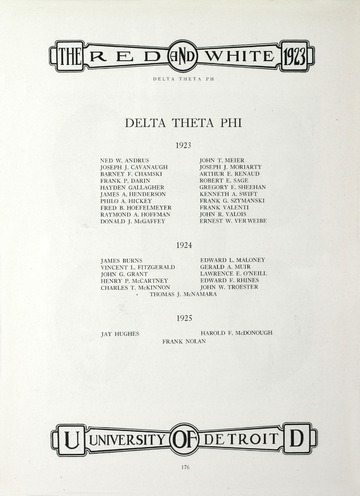 THE RED AND WHITE 1923
DELTA THETA PH
DELTA THETA PHI
1923
NED W. ANDRUS JOHN T. MEIER
JOSEPH J. CAVANAUGH JOSEPH J. MORIARTY
BARNEY F. CHAMSKI ARTHUR E. RENAUD
FRANK P. DARIN ROBERT E. SAGE
HAYDEN GALLAGHER GREGORY E. SHEEHAN
JAMES A. HENDERSON KENNETH A. SWIFT
PHILO A. HICKEY FRANK G. SZYMANSKI
FRED B. HOEFELMEYER FRANK VALENTI
RAYMOND A. HOFFMAN JOHN R. VALOIS
DONALD J. McGAFFEY ERNEST W. VERWEIBE
1924
JAMES BURNS EDWARD L. MALONEY
VINCENT L. FITZGERALD GERALD A. MUIR
JOHN G. GRANT LAWRENCE E. O'NEILL
HENRY P. McCARTNEY EDWARD F. RHINES
CHARLES T. McKINNON JOHN W. TROESTER
THOMAS J. McNAMARA
1925
JAY HUGHES HAROLD F. McDONOUGH
FRANK NOLAN
U UNIVERSITY OF DETROIT D
176